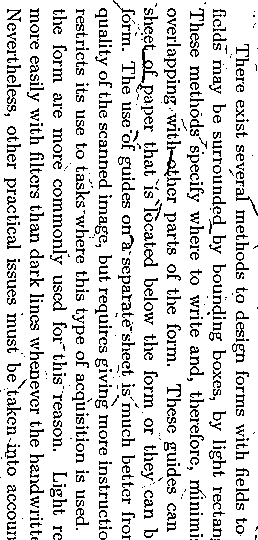 There exist several methods to design forms with fields to
fields may be surrounded by bounding boxes, by light rectang
These methods specify where to write and, therefore, minimi
overlapping with other parts of the form. These guides can
sheet of paper that is located below the form or they can b
form. The use of guides on a separate sheet is much better fro
quality of the scanned image, but requires giving more instructio
restricts its use to tasks where this type of acquisition is used.
the form are more commonly used for this reason. Light re
more easily with filters than dark lines whenever the handwritte
Nevertheless, other practical issues must be taken into accoun